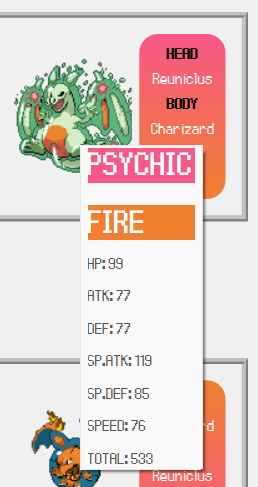 HEAD
Reuniclus
BODY
Charizard
PSYCHIC
FIRE
HP:99
ATK:77
DEF:77
SP.ATK:119
SP.DEF:85
SPEED:76
TOTAL:533
Reuniclus